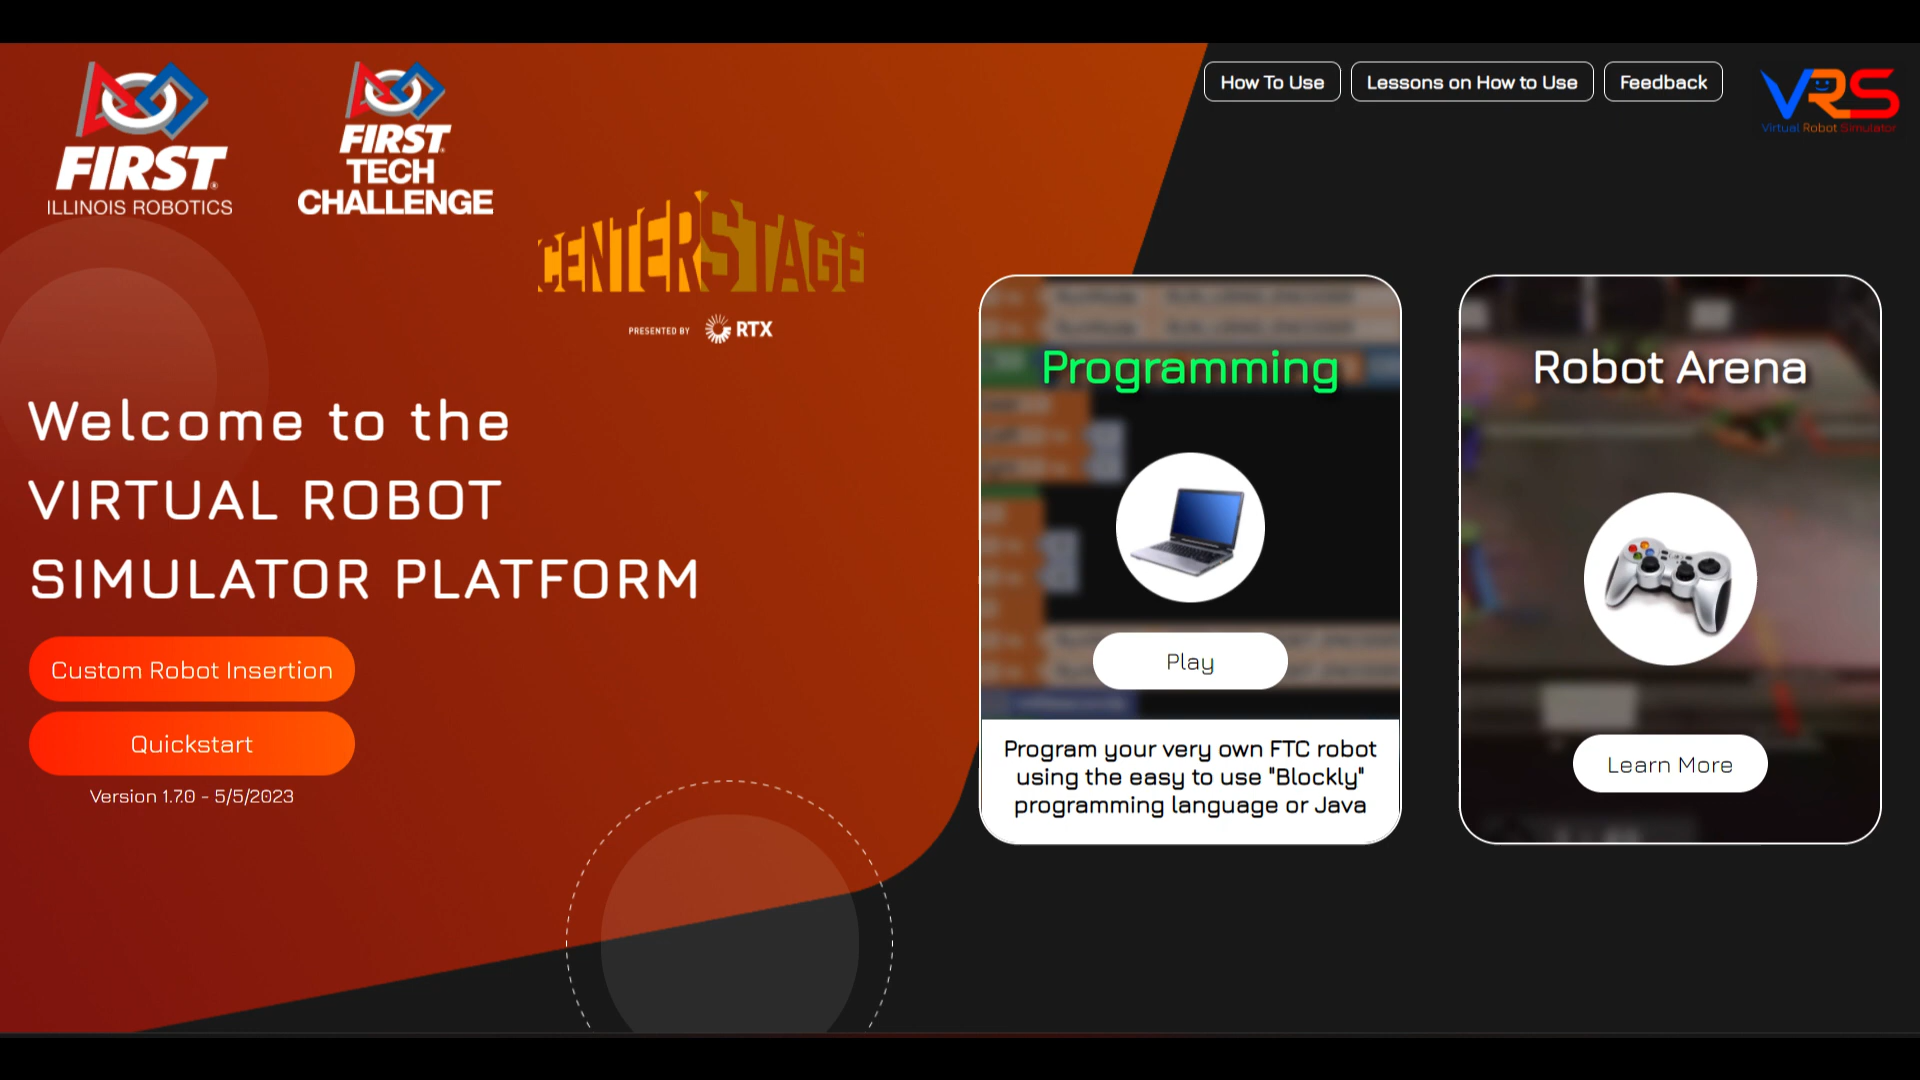 FIRST
ILLINOIS ROBOTICS
FIRST
TECH
CHALLENGE
CENTERSTAGE
PRESENTED BY RTX
How To Use
Lessons on How to Use
Feedback
VRS
Virtual Robot Simulator
Welcome to the
VIRTUAL ROBOT
SIMULATOR PLATFORM
Custom Robot Insertion
Quickstart
Version 1.7.0 - 5/5/2023
Programming
Play
Program your very own FTC robot
using the easy to use "Blockly"
programming language or Java
Robot Arena
Learn More